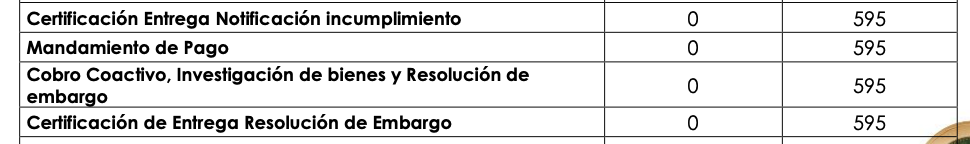 Certificación Entrega Notificación incumplimiento 0 595
Mandamiento de Pago 0 595
Cobro Coactivo, Investigación de bienes y Resolución de
embargo 0 595
Certificación de Entrega Resolución de Embargo 0 595